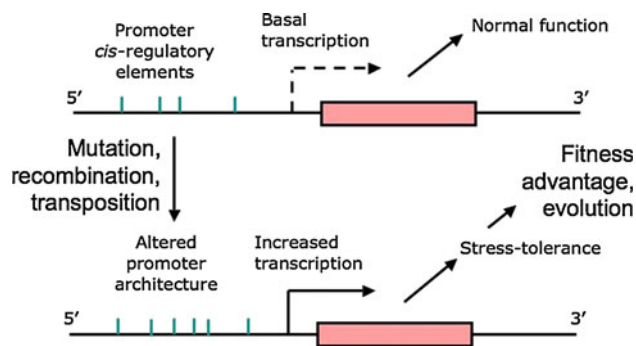 Promoter
cis-regulatory
elements
Basal
transcription
Normal function
5′
3′
Mutation,
recombination,
transposition
Fitness
advantage,
evolution
Altered
promoter
architecture
Increased
transcription
Stress-tolerance
5′
3′